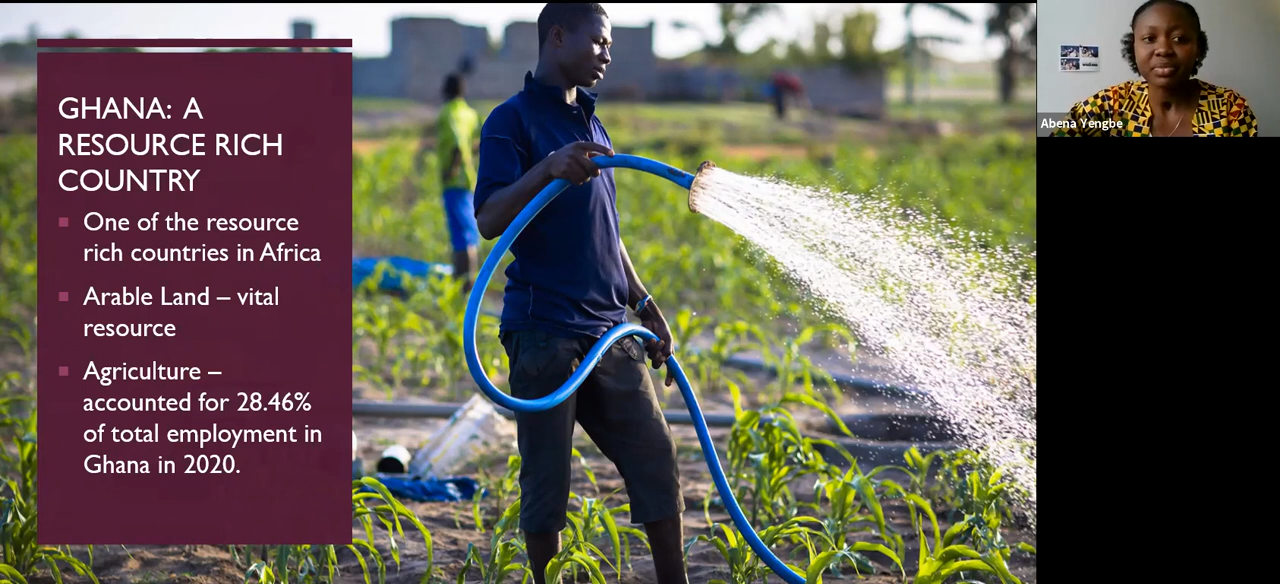 GHANA: A
RESOURCE RICH
COUNTRY
▪ One of the resource
rich countries in Africa
▪ Arable Land – vital
resource
▪ Agriculture –
accounted for 28.46%
of total employment in
Ghana in 2020.
Abena Yengbe